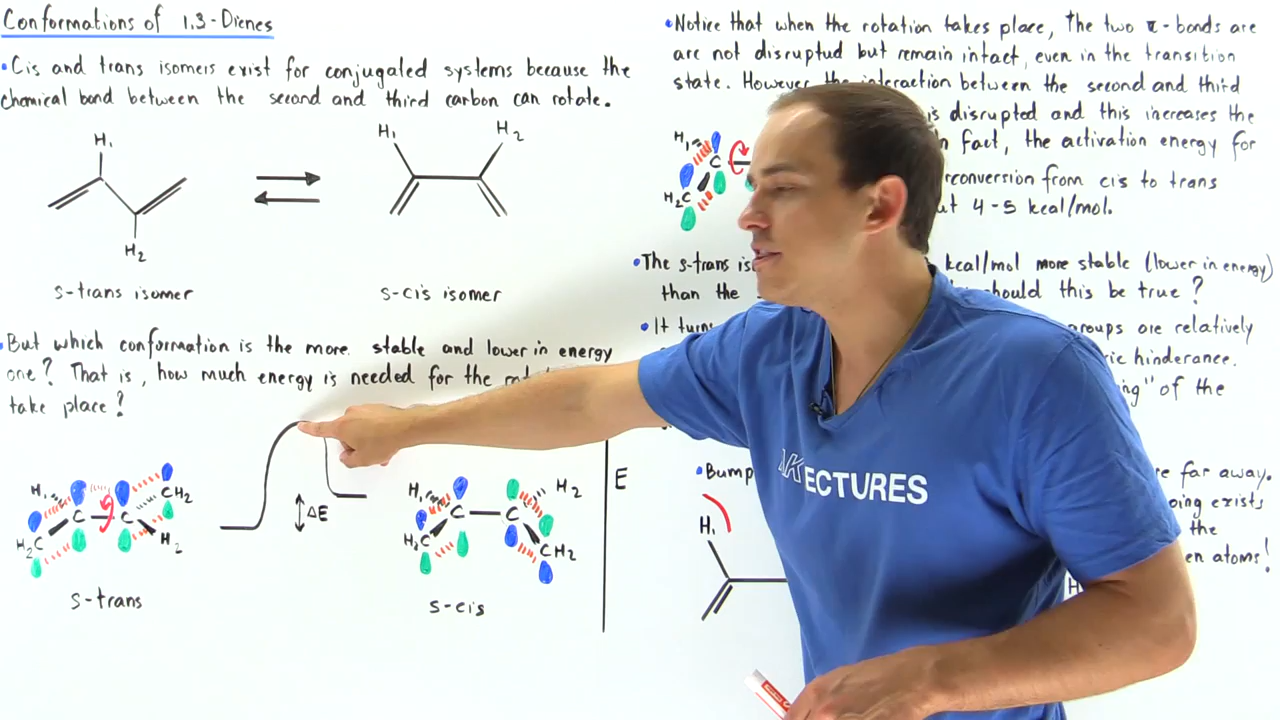 Conformations of 1.3-Dienes
•Cis and trans isomers exist for conjugated systems because the
chemical bond between the second and third carbon can rotate.
H₁
H₂
s-trans isomer
H₁
H₂
s-cis isomer
•But which conformation is the more stable and lower in energy
one? That is, how much energy is needed for the
take place?
H₁
C
C
CH₂
H₂C
H₂
s-trans
ΔE
H₁
C
C
H₂
H₂C
CH₂
s-cis
E
•Notice that when the rotation takes place, the two π-bonds are
are not disruptud but remain intact, even in the transition
state. However the interaction between the second and third
is disrupted and this increases the
fact, the activation energy for
from cis to trans
4-5 kcal/mol.
H₁
C
H₂C
•The s-trans
kcal/mol more stable (lower in energy)
than the
should this be true?
•It
groups are relatively
hinderance.
of the
•Bump
far away.
exists
the
atoms!
H₁
H
AK
LECTURES